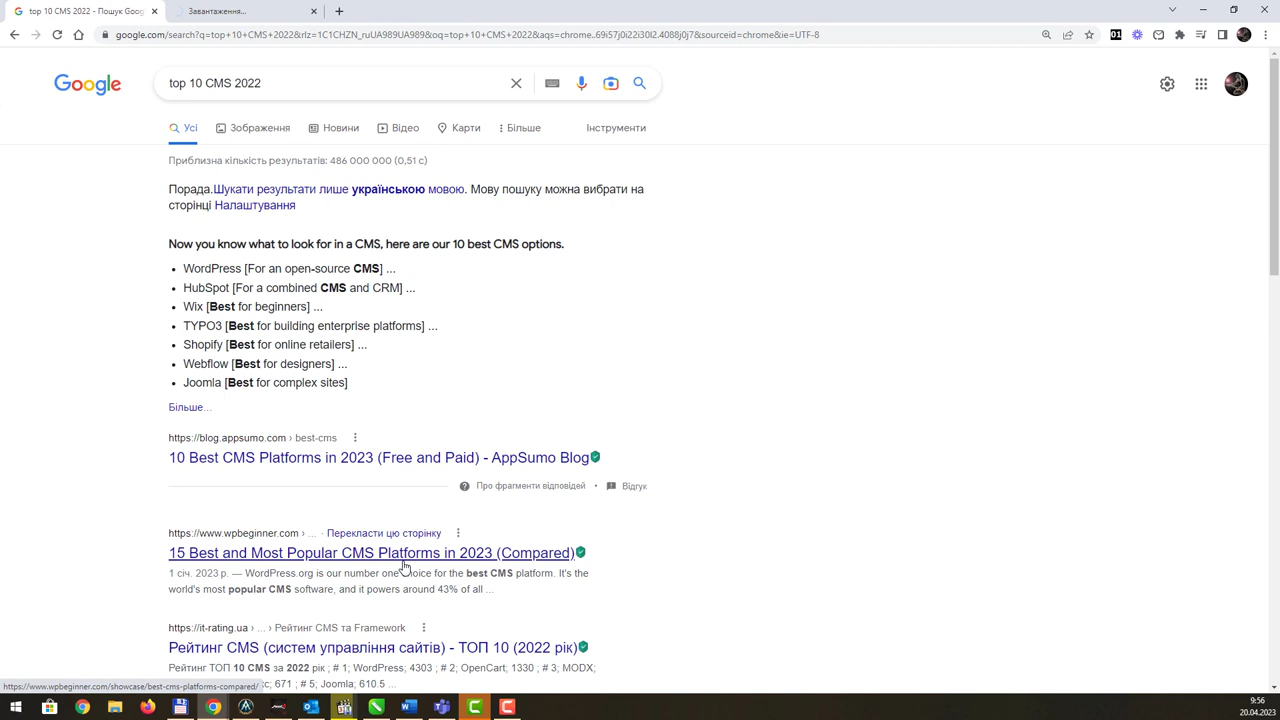 top 10 CMS 2022 - Пошук Goog
Завантаження...
google.com/search?q=top+10+CMS+2022&rlz=1C1CHZN_ruUA989UA989&oq=top+10+CMS+2022&aqs=chrome..69i57j0i22i30l2.4088j0j7&sourceid=chrome&ie=UTF-8
Google
top 10 CMS 2022
Усі
Зображення
Новини
Відео
Карти
Більше
Інструменти
Приблизна кількість результатів: 486 000 000 (0,51 с)
Порада.Шукати результати лише українською мовою. Мову пошуку можна вибрати на
сторінці Налаштування
Now you know what to look for in a CMS, here are our 10 best CMS options.
• WordPress [For an open-source CMS] ...
• HubSpot [For a combined CMS and CRM] ...
• Wix [Best for beginners] ...
• TYPO3 [Best for building enterprise platforms] ...
• Shopify [Best for online retailers] ...
• Webflow [Best for designers] ...
• Joomla [Best for complex sites]
Більше...
https://blog.appsumo.com › best-cms
10 Best CMS Platforms in 2023 (Free and Paid) - AppSumo Blog
Про фрагменти відповідей • Відгук
https://www.wpbeginner.com › ... · Перекласти цю сторінку
15 Best and Most Popular CMS Platforms in 2023 (Compared)
1 січ. 2023 р. — WordPress.org is our number one choice for the best CMS platform. It's the
world's most popular CMS software, and it powers around 43% of all ...
https://it-rating.ua › ... › Рейтинг CMS та Framework
Рейтинг CMS (систем управління сайтів) - ТОП 10 (2022 рік)
Рейтинг ТОП 10 CMS за 2022 рік ; # 1; WordPress; 4303 ; # 2; OpenCart; 1330 ; # 3; MODX;
671 ; # 5; Joomla; 610.5 ...
https://www.wpbeginner.com/showcase/best-cms-platforms-compared/
9:56
20.04.2023